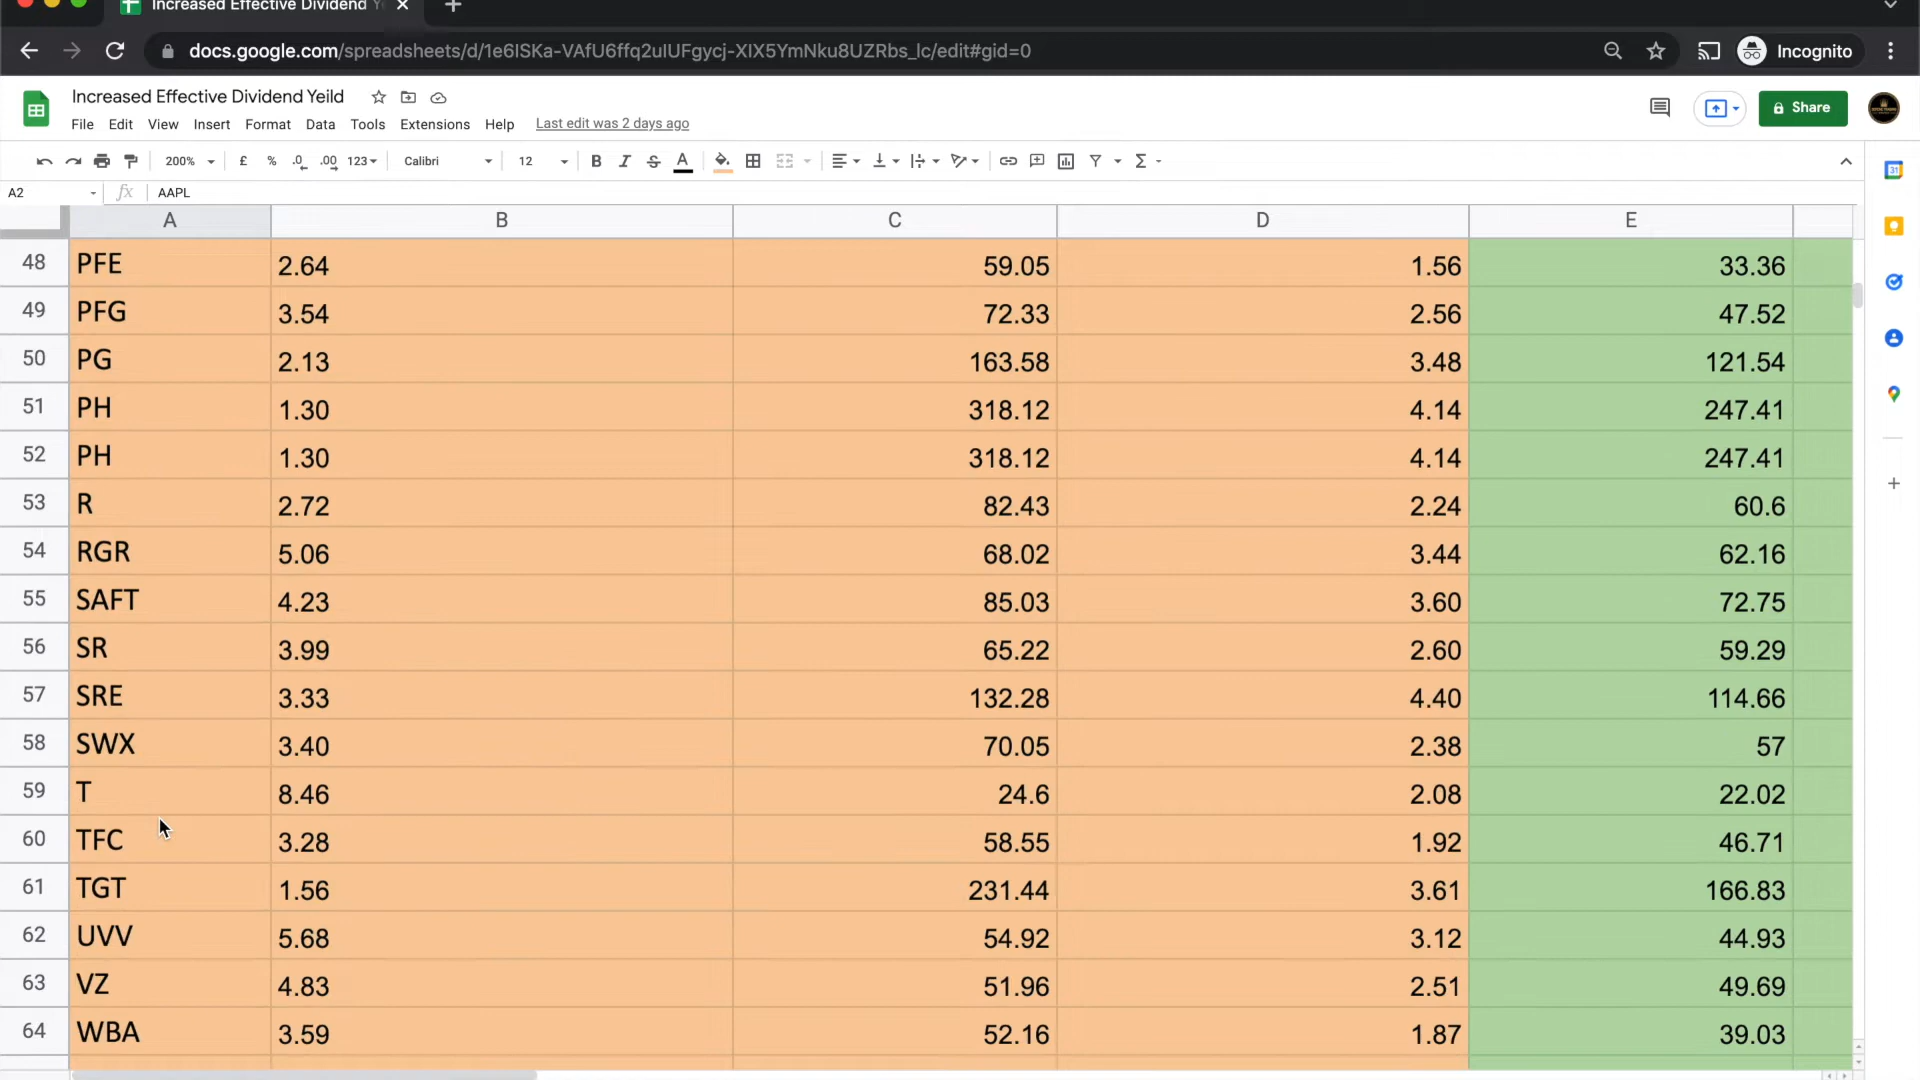 Increased Effective Dividend Y
docs.google.com/spreadsheets/d/1e6ISKa-VAfU6ffq2uIUFgycj-XIX5YmNku8UZRbs_lc/edit#gid=0
Incognito
Increased Effective Dividend Yeild
File Edit View Insert Format Data Tools Extensions Help Last edit was 2 days ago
Share
200% £ % .0 .00 123 Calibri 12 B I S A Σ
A2 fx AAPL
31
A B C D E
48 PFE 2.64 59.05 1.56 33.36
49 PFG 3.54 72.33 2.56 47.52
50 PG 2.13 163.58 3.48 121.54
51 PH 1.30 318.12 4.14 247.41
52 PH 1.30 318.12 4.14 247.41
53 R 2.72 82.43 2.24 60.6
54 RGR 5.06 68.02 3.44 62.16
55 SAFT 4.23 85.03 3.60 72.75
56 SR 3.99 65.22 2.60 59.29
57 SRE 3.33 132.28 4.40 114.66
58 SWX 3.40 70.05 2.38 57
59 T 8.46 24.6 2.08 22.02
60 TFC 3.28 58.55 1.92 46.71
61 TGT 1.56 231.44 3.61 166.83
62 UVV 5.68 54.92 3.12 44.93
63 VZ 4.83 51.96 2.51 49.69
64 WBA 3.59 52.16 1.87 39.03